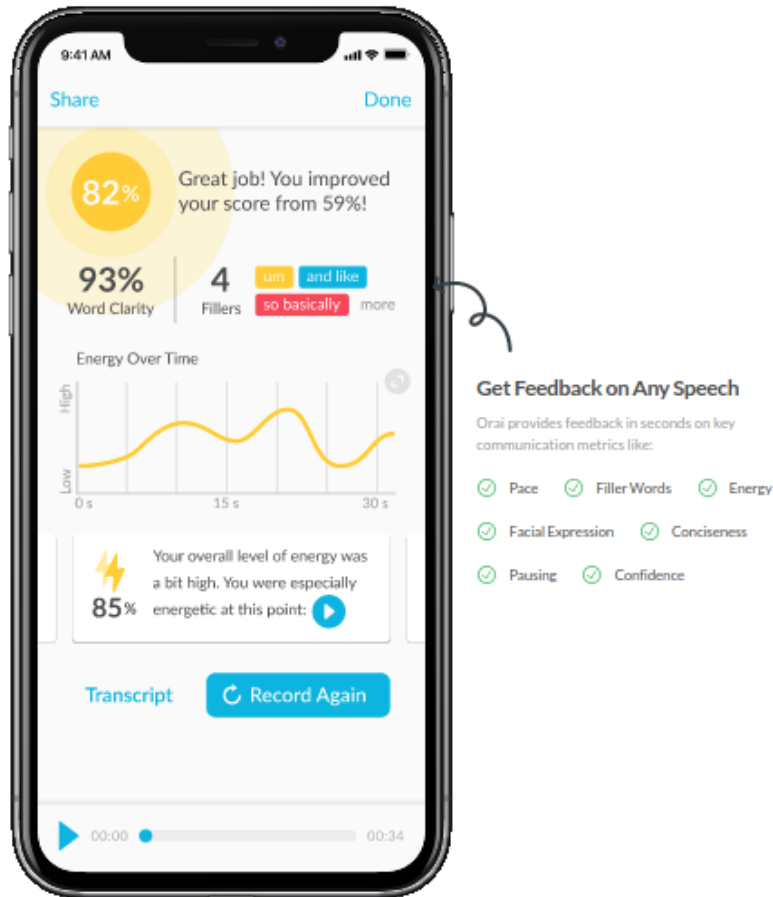 9:41 AM
Share
Done
82%
Great job! You improved
your score from 59%!
93%
Word Clarity
4
Fillers
um
and like
so basically
more
Energy Over Time
High
Low
0 s
15 s
30 s
Your overall level of energy was
a bit high. You were especially
energetic at this point:
85%
Transcript
Record Again
00:00
00:34
Get Feedback on Any Speech
Orai provides feedback in seconds on key
communication metrics like:
Pace
Filler Words
Energy
Facial Expression
Conciseness
Pausing
Confidence